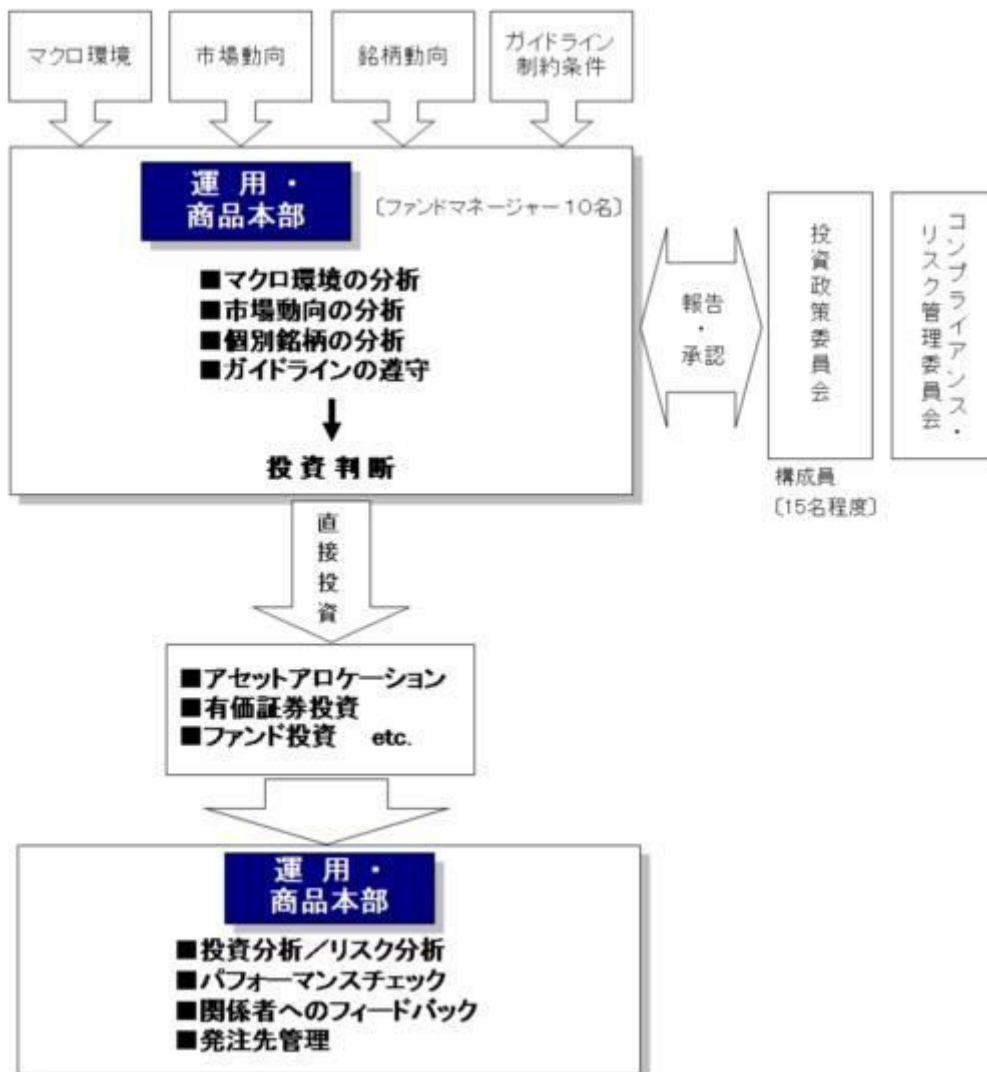 マクロ環境
市場動向
銘柄動向
ガイドライン
制約条件
運 用 ・
商品本部
〔ファンドマネージャー10名〕
■マクロ環境の分析
■市場動向の分析
■個別銘柄の分析
■ガイドラインの遵守
投資判断
報告
・
承認
投資政策委員会
構成員
〔15名程度〕
コンプライアンス・
リスク管理委員会
直接投資
■アセットアロケーション
■有価証券投資
■ファンド投資 etc.
運 用 ・
商品本部
■投資分析／リスク分析
■パフォーマンスチェック
■関係者へのフィードバック
■発注先管理